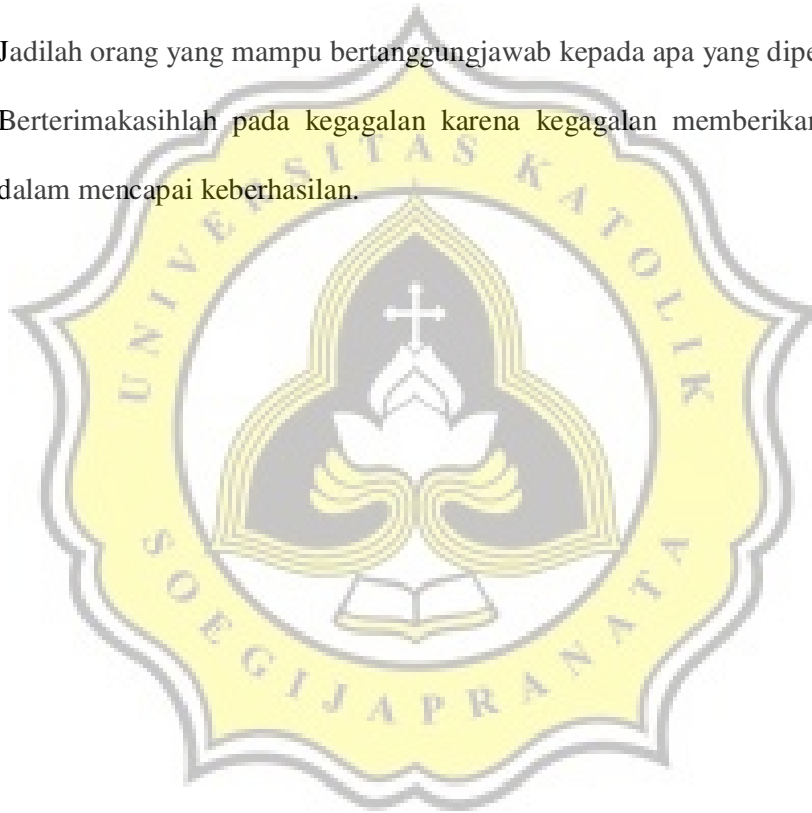 Jadilah orang yang mampu bertanggungjawab kepada apa yang dipe
Berterimakasihlah pada kegagalan karena kegagalan memberikan
dalam mencapai keberhasilan.
UNIVERSITAS KATOLIK
SOEGIJAPRANATA